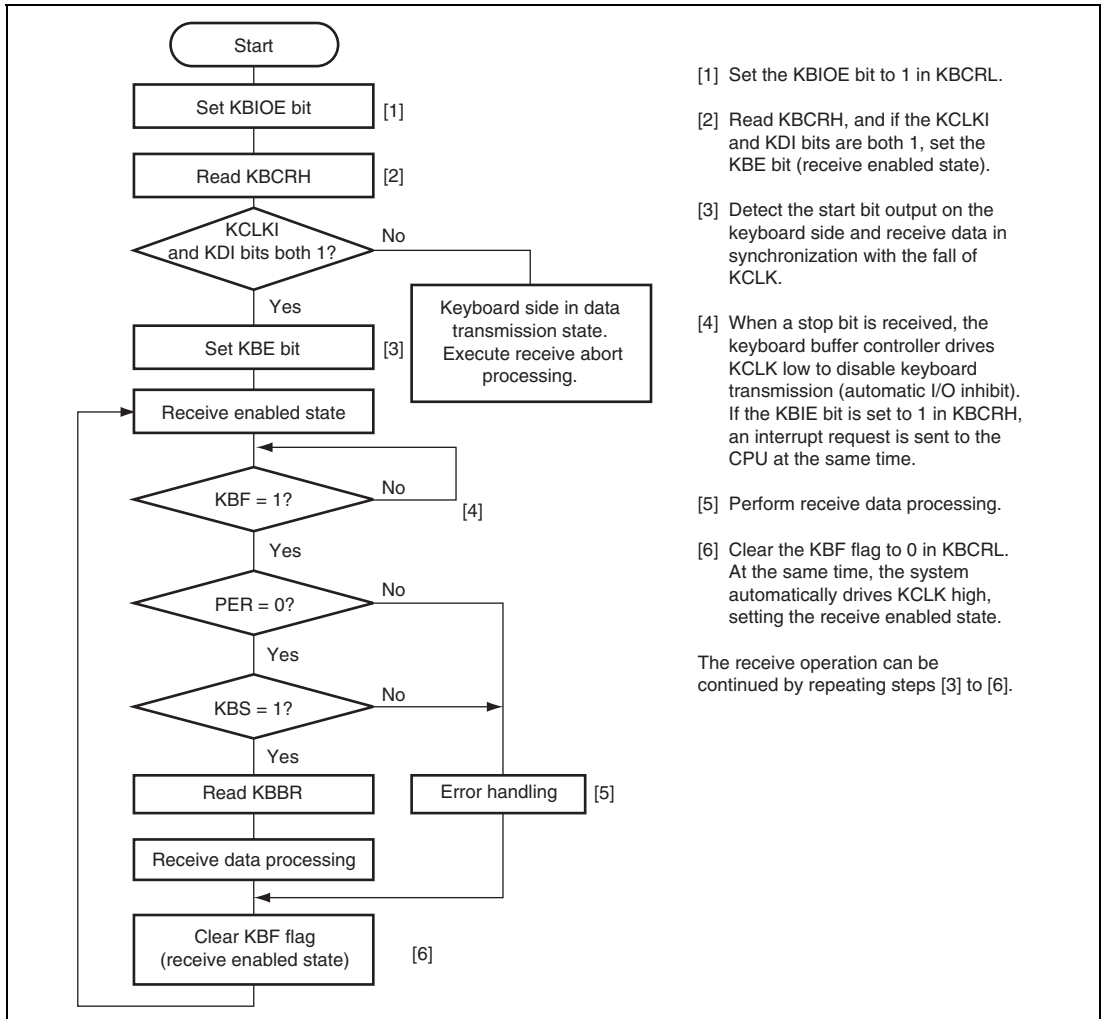 Start
Set KBIOE bit
[1]
Read KBCRH
[2]
KCLKI
and KDI bits both 1?
No
Yes
Keyboard side in data
transmission state.
Execute receive abort
processing.
Set KBE bit
[3]
Receive enabled state
KBF = 1?
No
[4]
Yes
PER = 0?
No
Yes
KBS = 1?
No
Yes
Read KBBR
Error handling
[5]
Receive data processing
Clear KBF flag
(receive enabled state)
[6]
[1] Set the KBIOE bit to 1 in KBCRL.
[2] Read KBCRH, and if the KCLKI
and KDI bits are both 1, set the
KBE bit (receive enabled state).
[3] Detect the start bit output on the
keyboard side and receive data in
synchronization with the fall of
KCLK.
[4] When a stop bit is received, the
keyboard buffer controller drives
KCLK low to disable keyboard
transmission (automatic I/O inhibit).
If the KBIE bit is set to 1 in KBCRH,
an interrupt request is sent to the
CPU at the same time.
[5] Perform receive data processing.
[6] Clear the KBF flag to 0 in KBCRL.
At the same time, the system
automatically drives KCLK high,
setting the receive enabled state.
The receive operation can be
continued by repeating steps [3] to [6].